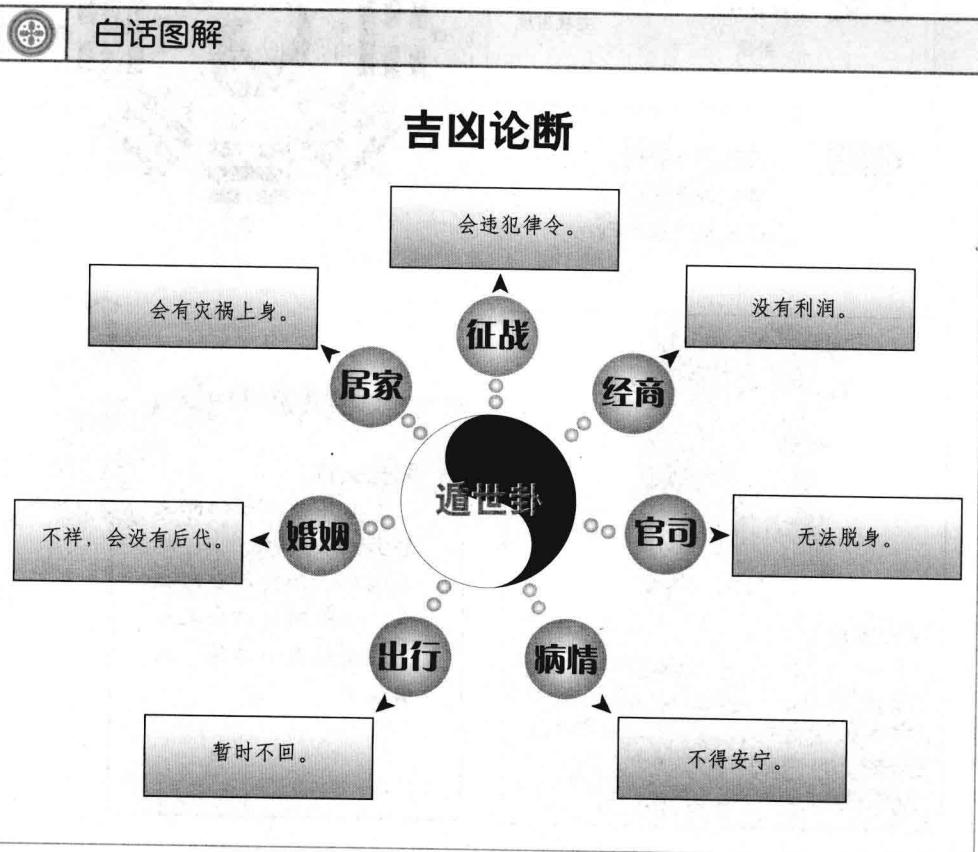 白话图解
吉凶论断
会违犯律令。
会有灾祸上身。
没有利润。
征战
居家
经商
遁世卦
不祥，会没有后代。
婚姻
官司
无法脱身。
出行
病情
暂时不回。
不得安宁。